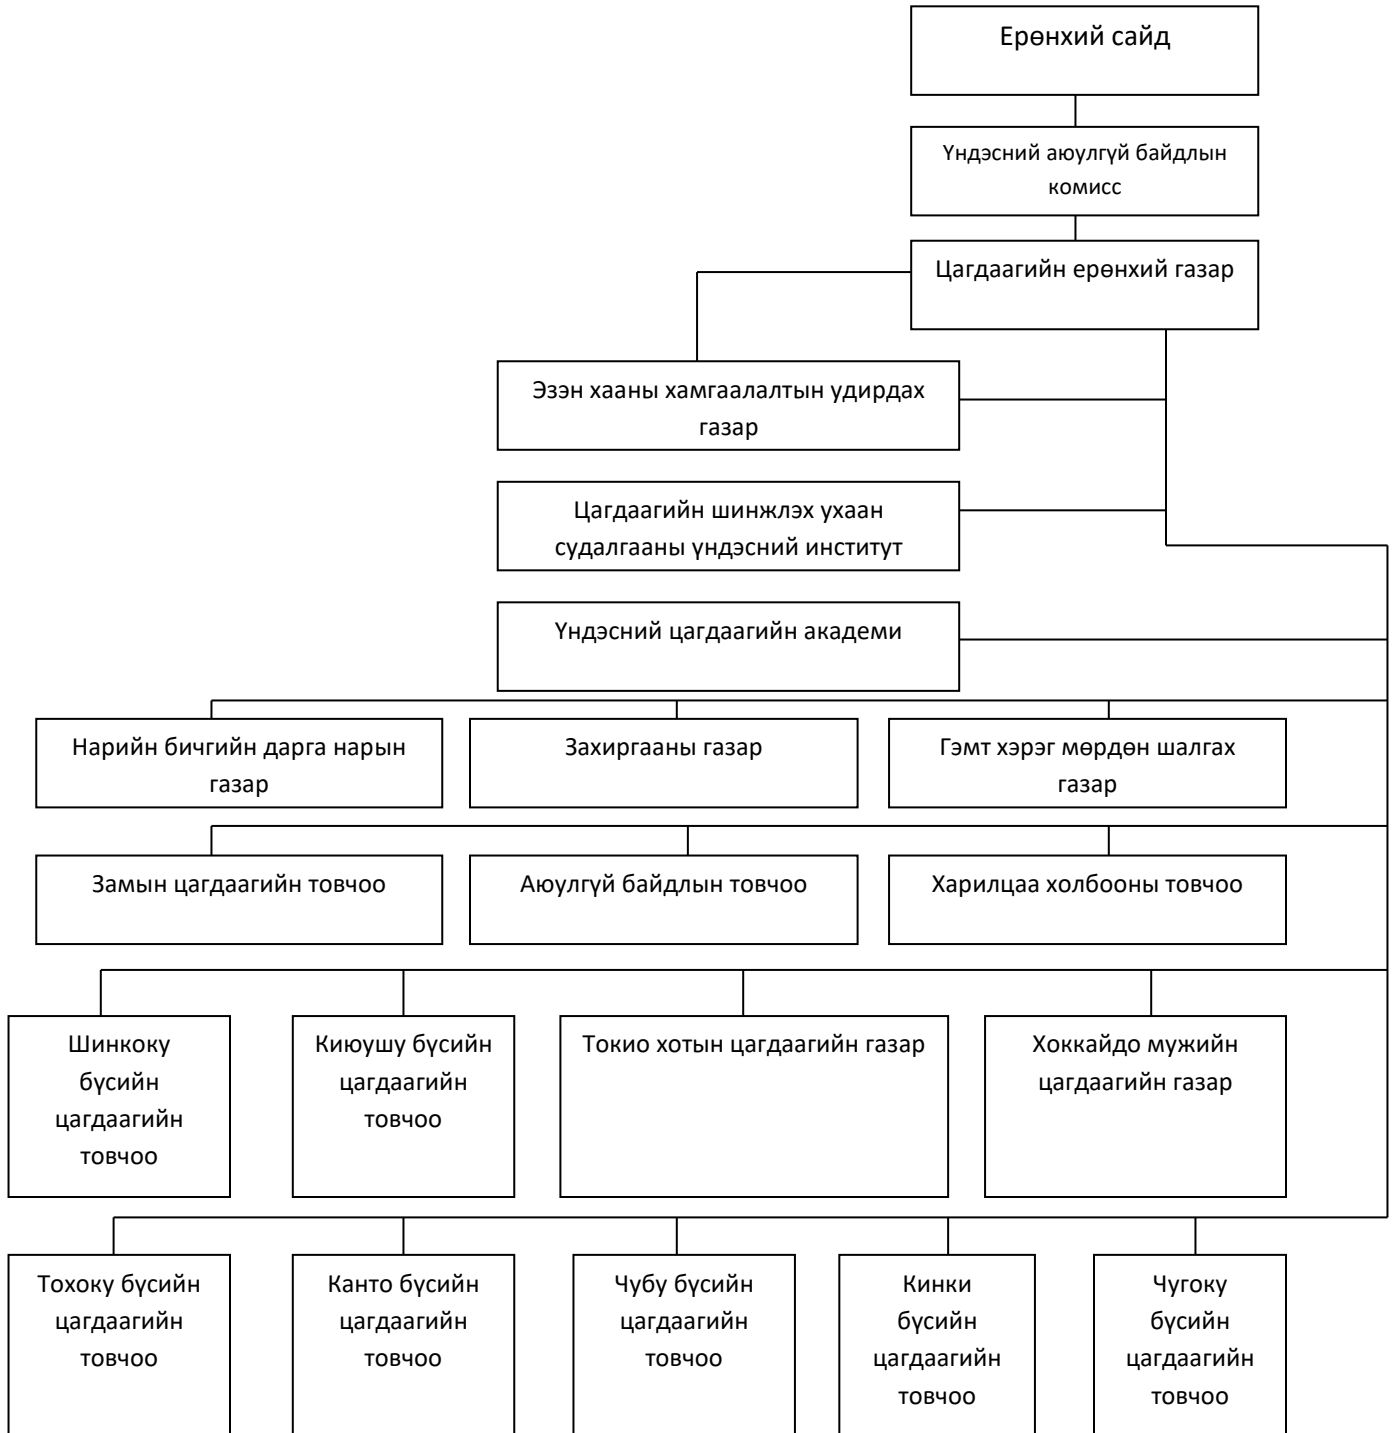 Ерөнхий сайд
Үндэсний аюулгүй байдлын
комисс
Цагдаагийн ерөнхий газар
Эзэн хааны хамгаалалтын удирдах
газар
Цагдаагийн шинжлэх ухаан
судалгааны үндэсний институт
Үндэсний цагдаагийн академи
Нарийн бичгийн дарга нарын
газар
Захиргааны газар
Гэмт хэрэг мөрдөн шалгах
газар
Замын цагдаагийн товчоо
Аюулгүй байдлын товчоо
Харилцаа холбооны товчоо
Шинкоку
бүсийн
цагдаагийн
товчоо
Киюушу бүсийн
цагдаагийн
товчоо
Токио хотын цагдаагийн газар
Хоккайдо мужийн
цагдаагийн газар
Тохоку бүсийн
цагдаагийн
товчоо
Канто бүсийн
цагдаагийн
товчоо
Чубу бүсийн
цагдаагийн
товчоо
Кинки
бүсийн
цагдаагийн
товчоо
Чугоку
бүсийн
цагдаагийн
товчоо